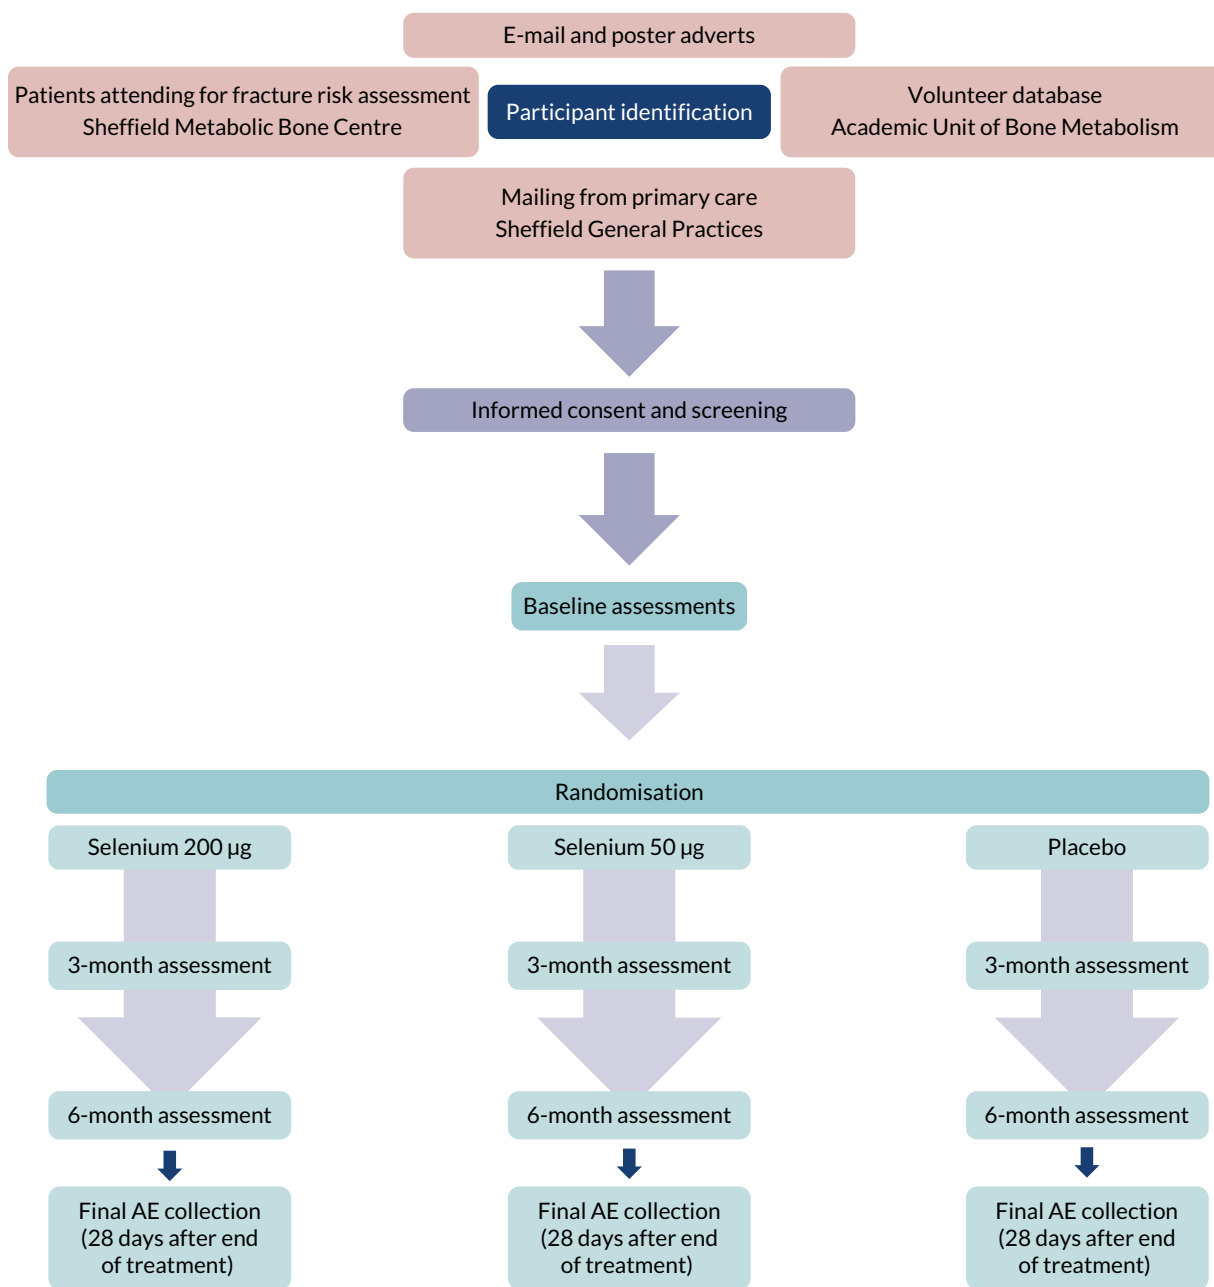 E-mail and poster adverts
Patients attending for fracture risk assessment
Sheffield Metabolic Bone Centre
Participant identification
Volunteer database
Academic Unit of Bone Metabolism
Mailing from primary care
Sheffield General Practices
Informed consent and screening
Baseline assessments
Randomisation
Selenium 200 µg
Selenium 50 µg
Placebo
3-month assessment
3-month assessment
3-month assessment
6-month assessment
6-month assessment
6-month assessment
Final AE collection
(28 days after end
of treatment)
Final AE collection
(28 days after end
of treatment)
Final AE collection
(28 days after end
of treatment)